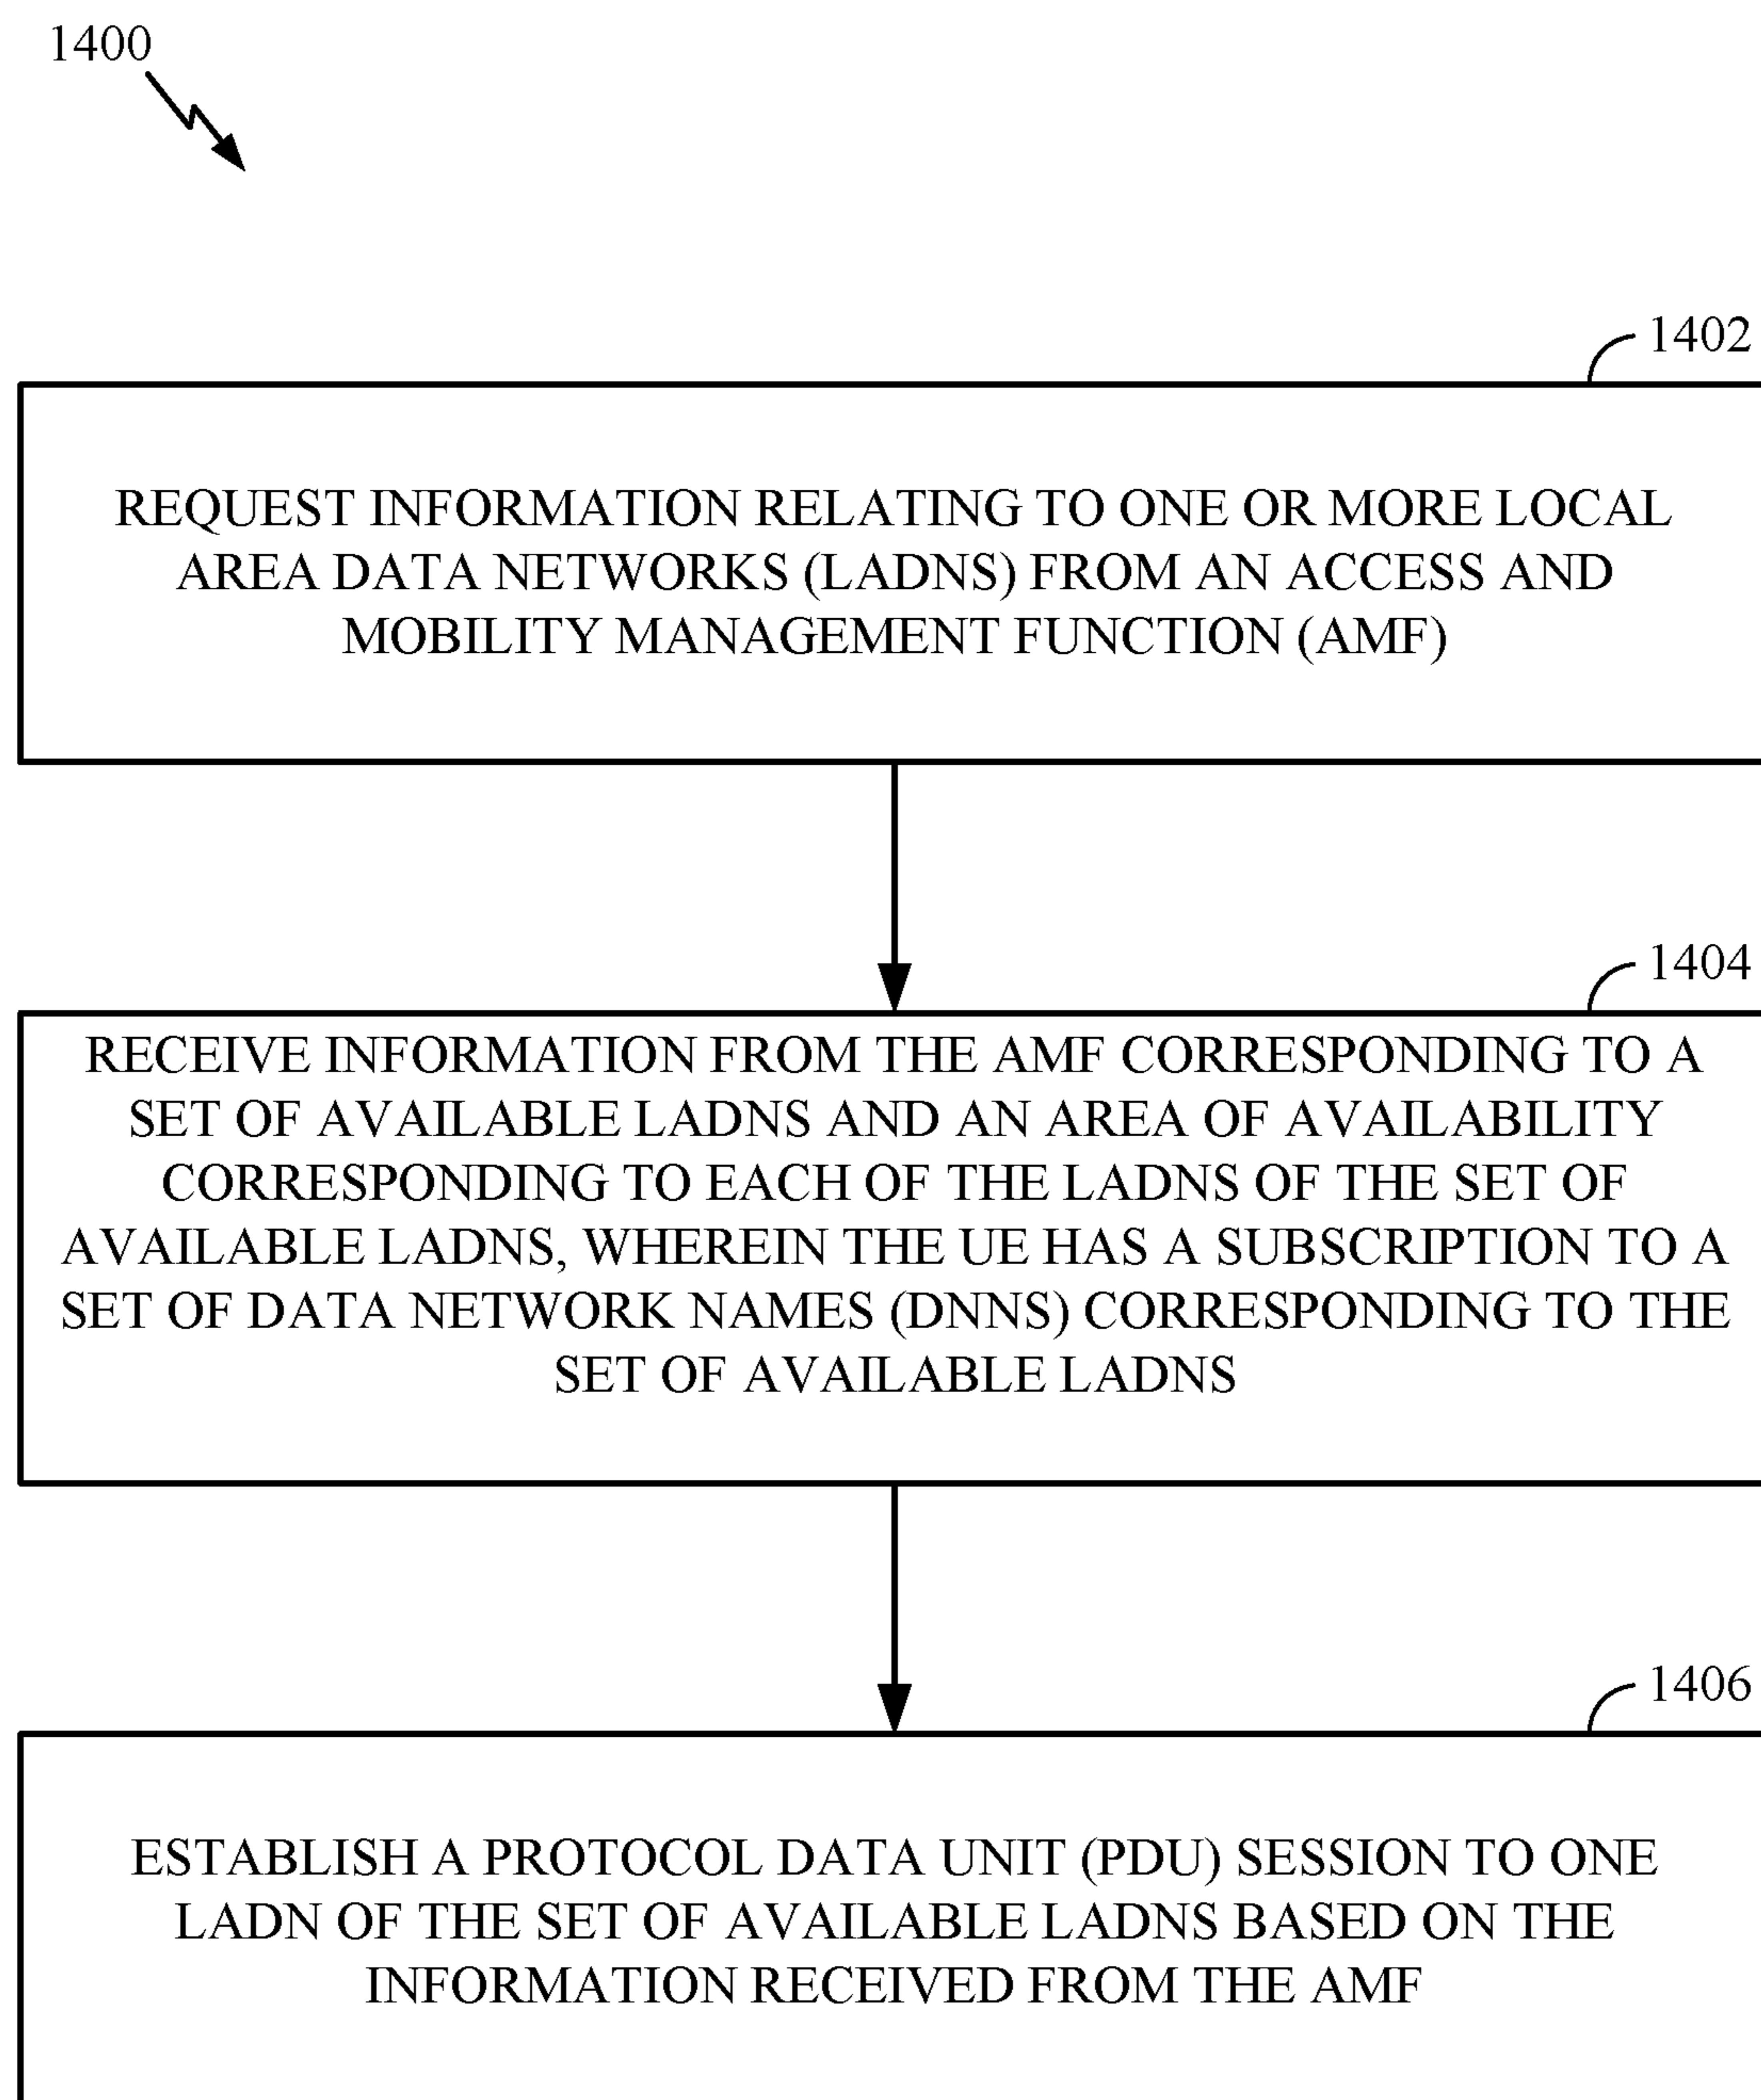 1400
1402
REQUEST INFORMATION RELATING TO ONE OR MORE LOCAL
AREA DATA NETWORKS (LADNS) FROM AN ACCESS AND
MOBILITY MANAGEMENT FUNCTION (AMF)
1404
RECEIVE INFORMATION FROM THE AMF CORRESPONDING TO A
SET OF AVAILABLE LADNS AND AN AREA OF AVAILABILITY
CORRESPONDING TO EACH OF THE LADNS OF THE SET OF
AVAILABLE LADNS, WHEREIN THE UE HAS A SUBSCRIPTION TO A
SET OF DATA NETWORK NAMES (DNNS) CORRESPONDING TO THE
SET OF AVAILABLE LADNS
1406
ESTABLISH A PROTOCOL DATA UNIT (PDU) SESSION TO ONE
LADN OF THE SET OF AVAILABLE LADNS BASED ON THE
INFORMATION RECEIVED FROM THE AMF